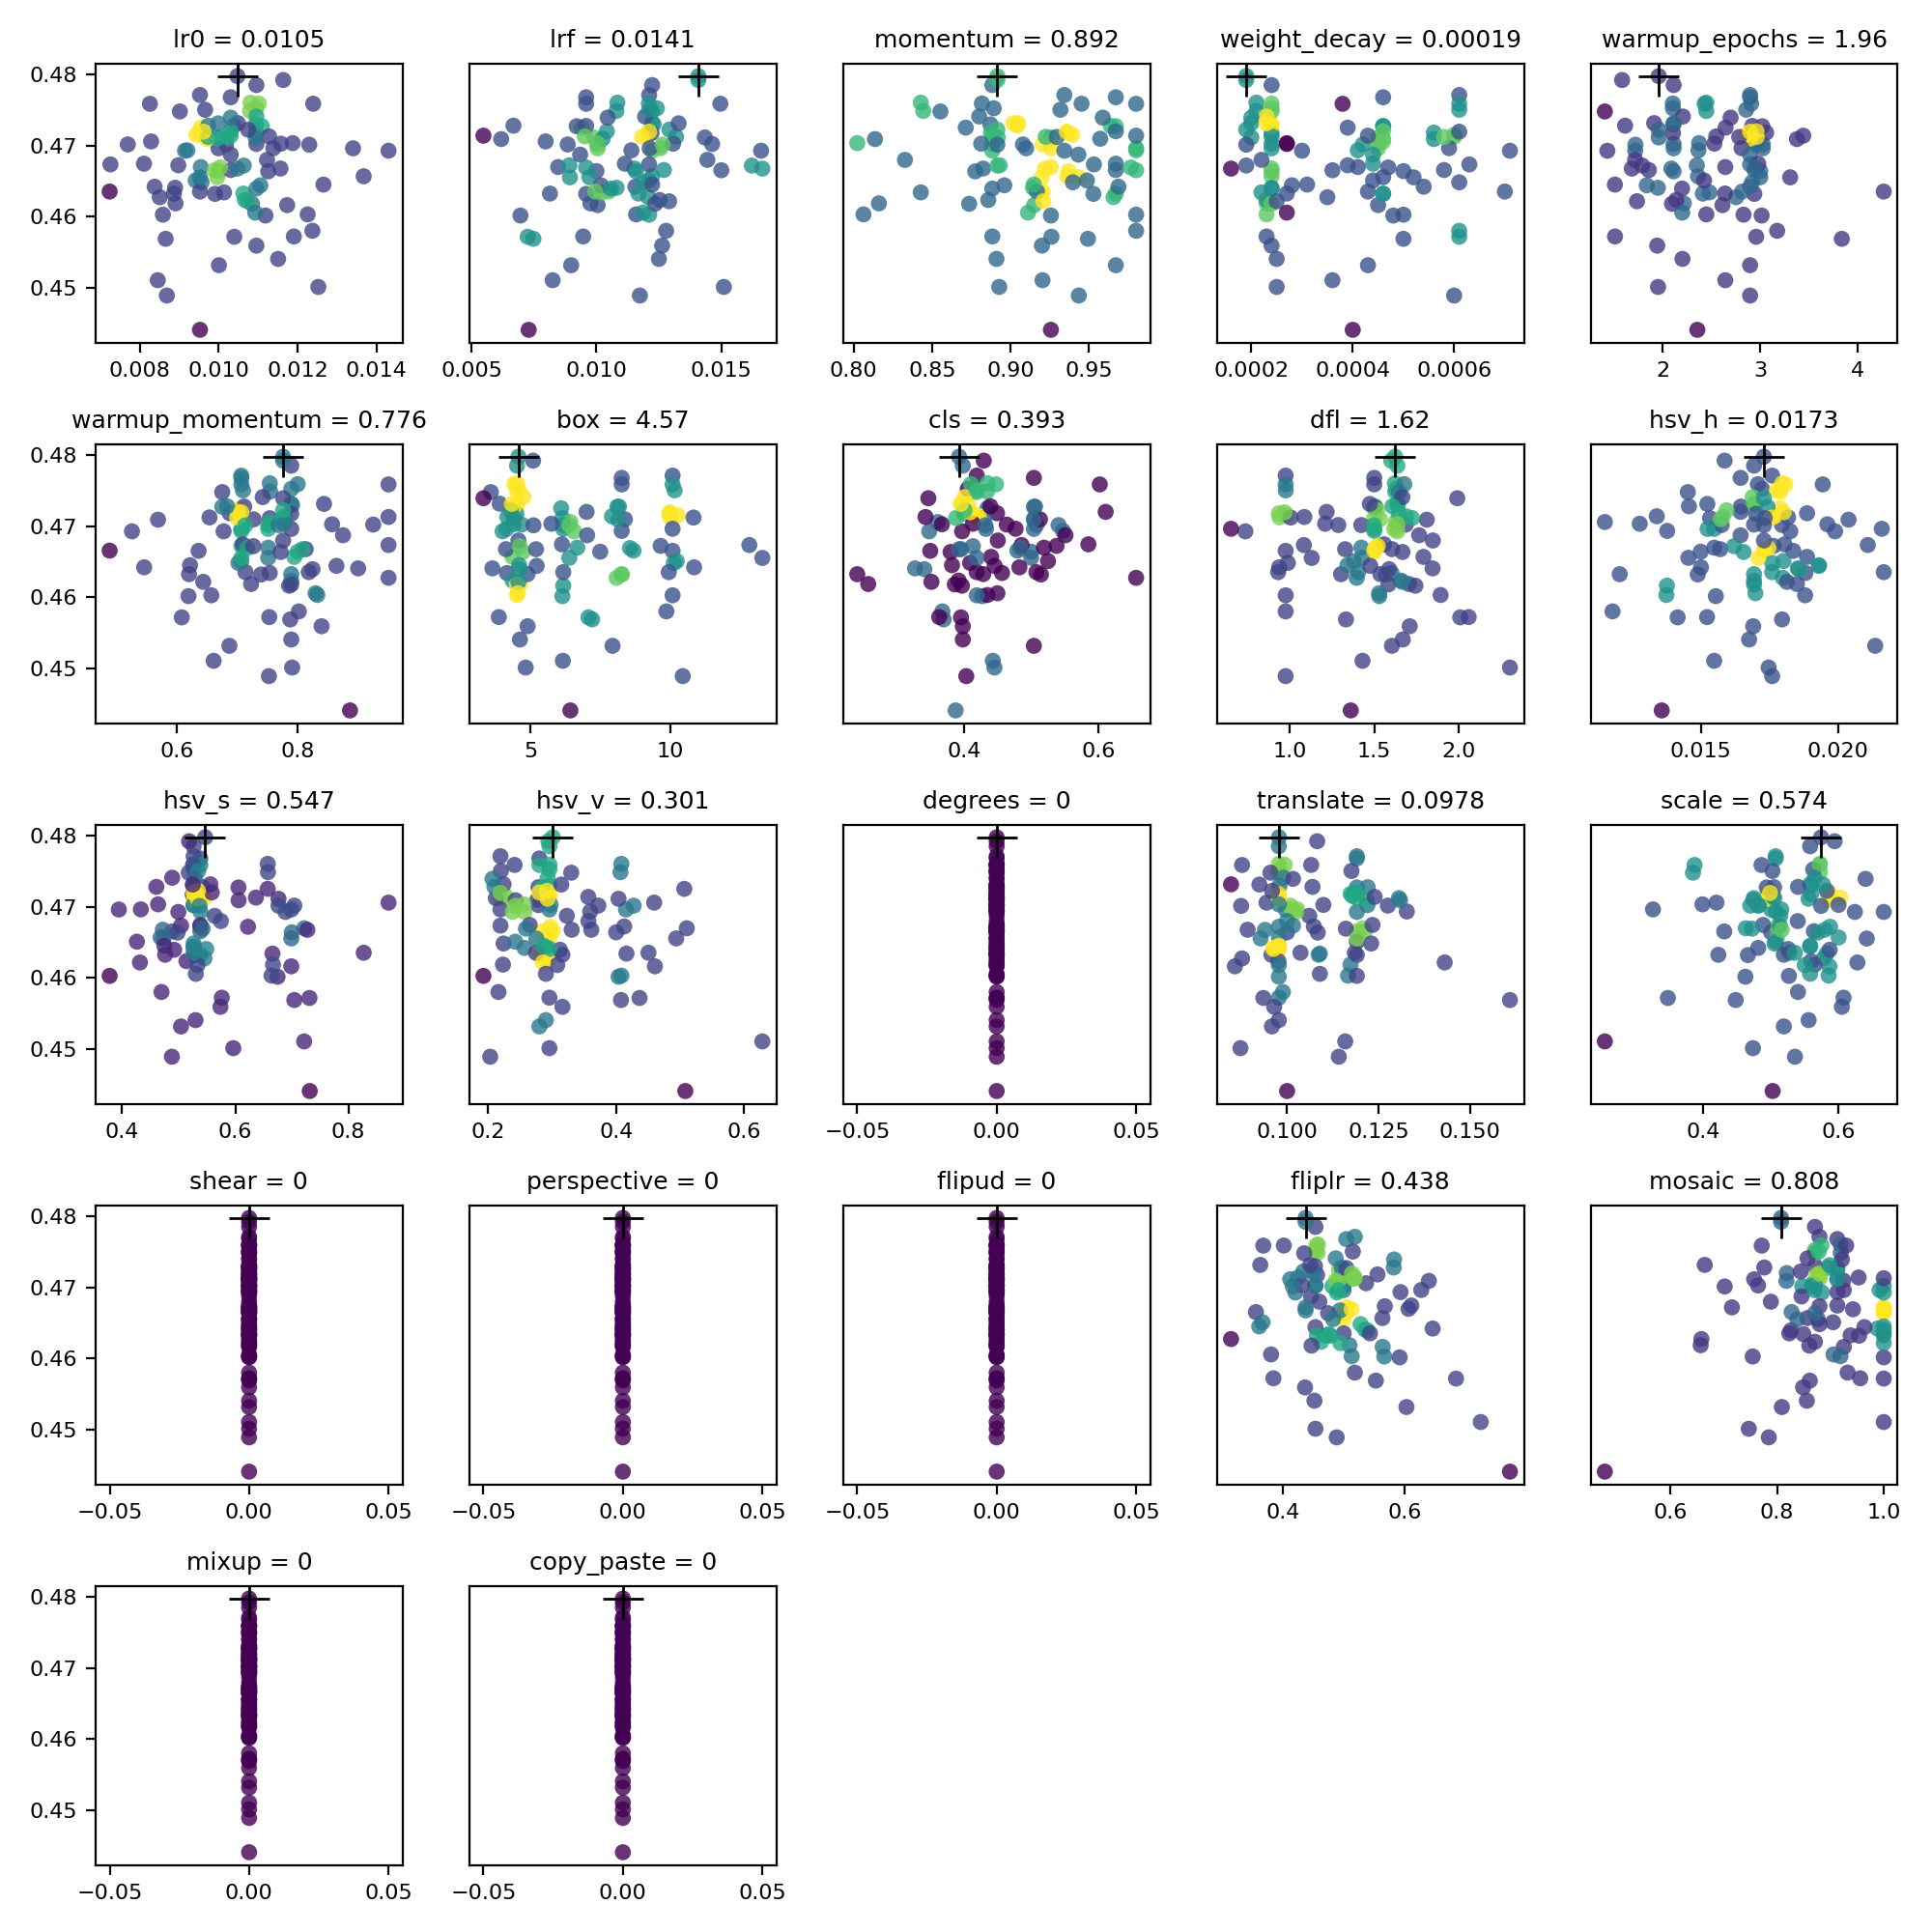 lr0 = 0.0105 lrf = 0.0141 momentum = 0.892 weight_decay = 0.00019 warmup_epochs = 1.96
0.48
0.47
0.46
0.45
0.008 0.010 0.012 0.014 0.005 0.010 0.015 0.80 0.85 0.90 0.95 0.0002 0.0004 0.0006 2 3 4
warmup_momentum = 0.776 box = 4.57 cls = 0.393 dfl = 1.62 hsv_h = 0.0173
0.48
0.47
0.46
0.45
0.6 0.8 5 10 0.4 0.6 1.0 1.5 2.0 0.015 0.020
hsv_s = 0.547 hsv_v = 0.301 degrees = 0 translate = 0.0978 scale = 0.574
0.48
0.47
0.46
0.45
0.4 0.6 0.8 0.2 0.4 0.6 −0.05 0.00 0.05 0.100 0.125 0.150 0.4 0.6
shear = 0 perspective = 0 flipud = 0 fliplr = 0.438 mosaic = 0.808
0.48
0.47
0.46
0.45
−0.05 0.00 0.05 −0.05 0.00 0.05 −0.05 0.00 0.05 0.4 0.6 0.6 0.8 1.0
mixup = 0 copy_paste = 0
0.48
0.47
0.46
0.45
−0.05 0.00 0.05 −0.05 0.00 0.05